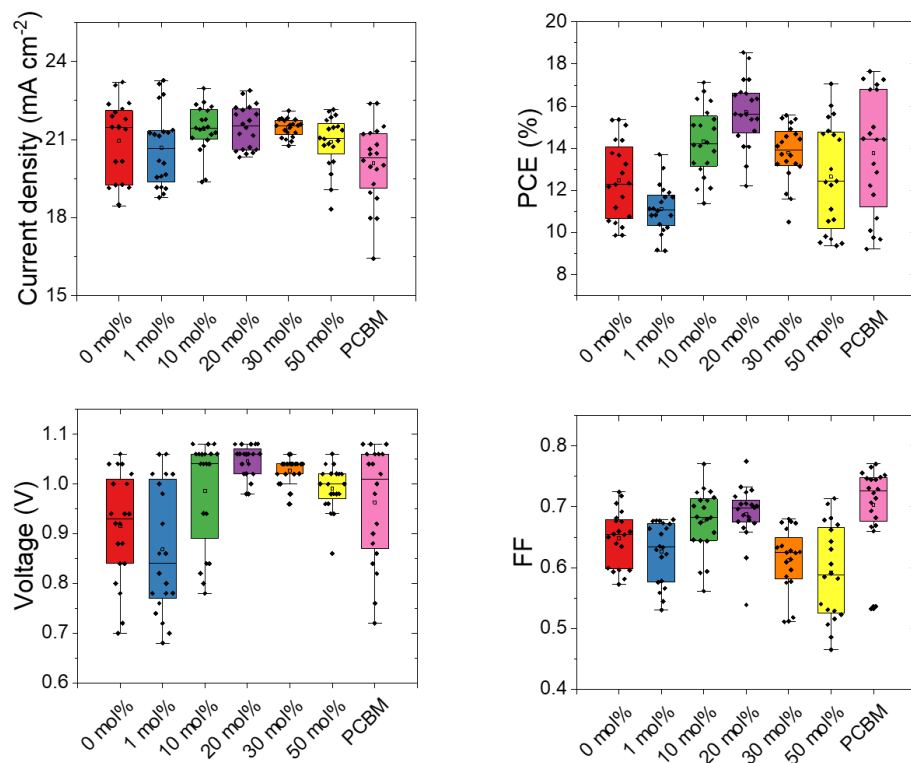 Current density (mA cm-2)
24
21
18
15
0 mol%
1 mol%
10 mol%
20 mol%
30 mol%
50 mol%
PCBM
PCE (%)
20
18
16
14
12
10
8
0 mol%
1 mol%
10 mol%
20 mol%
30 mol%
50 mol%
PCBM
Voltage (V)
1.1
1.0
0.9
0.8
0.7
0.6
0 mol%
1 mol%
10 mol%
20 mol%
30 mol%
50 mol%
PCBM
FF
0.8
0.7
0.6
0.5
0.4
0 mol%
1 mol%
10 mol%
20 mol%
30 mol%
50 mol%
PCBM